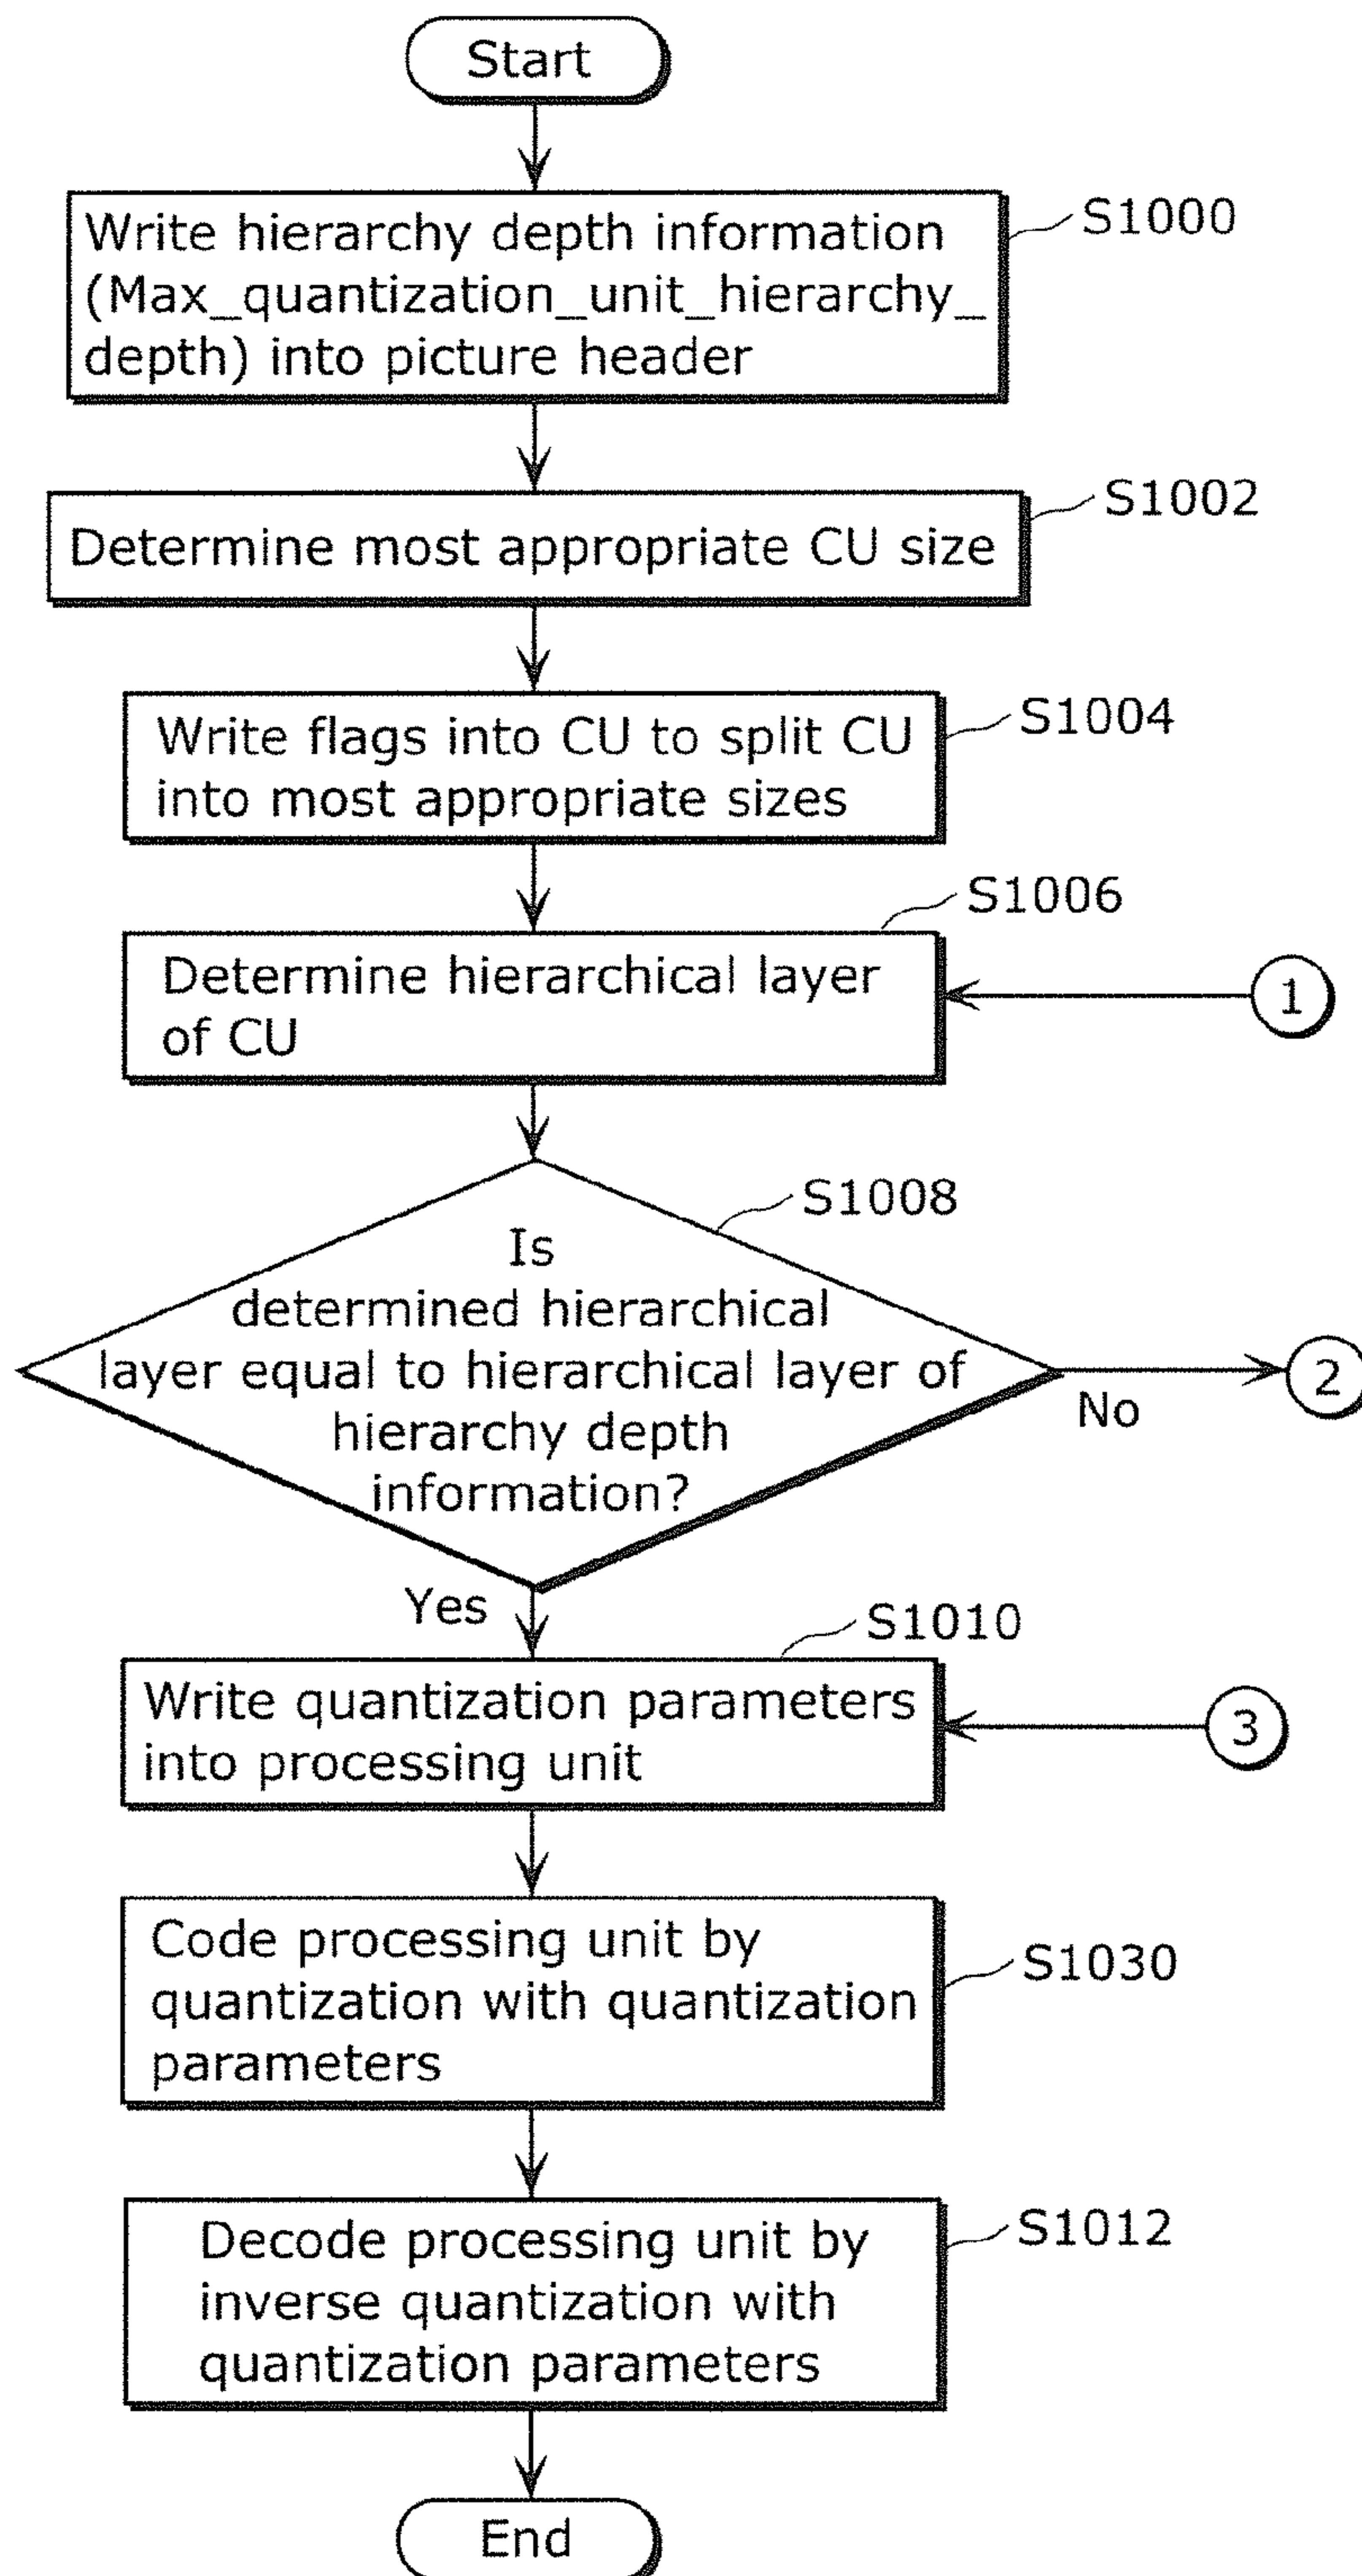 Start
Write hierarchy depth information
(Max_quantization_unit_hierarchy_
depth) into picture header
S1000
Determine most appropriate CU size
S1002
Write flags into CU to split CU
into most appropriate sizes
S1004
S1006
Determine hierarchical layer
of CU
1
S1008
Is
determined hierarchical
layer equal to hierarchical layer of
hierarchy depth
information?
No
2
Yes
S1010
Write quantization parameters
into processing unit
3
Code processing unit by
quantization with quantization
parameters
S1030
Decode processing unit by
inverse quantization with
quantization parameters
S1012
End